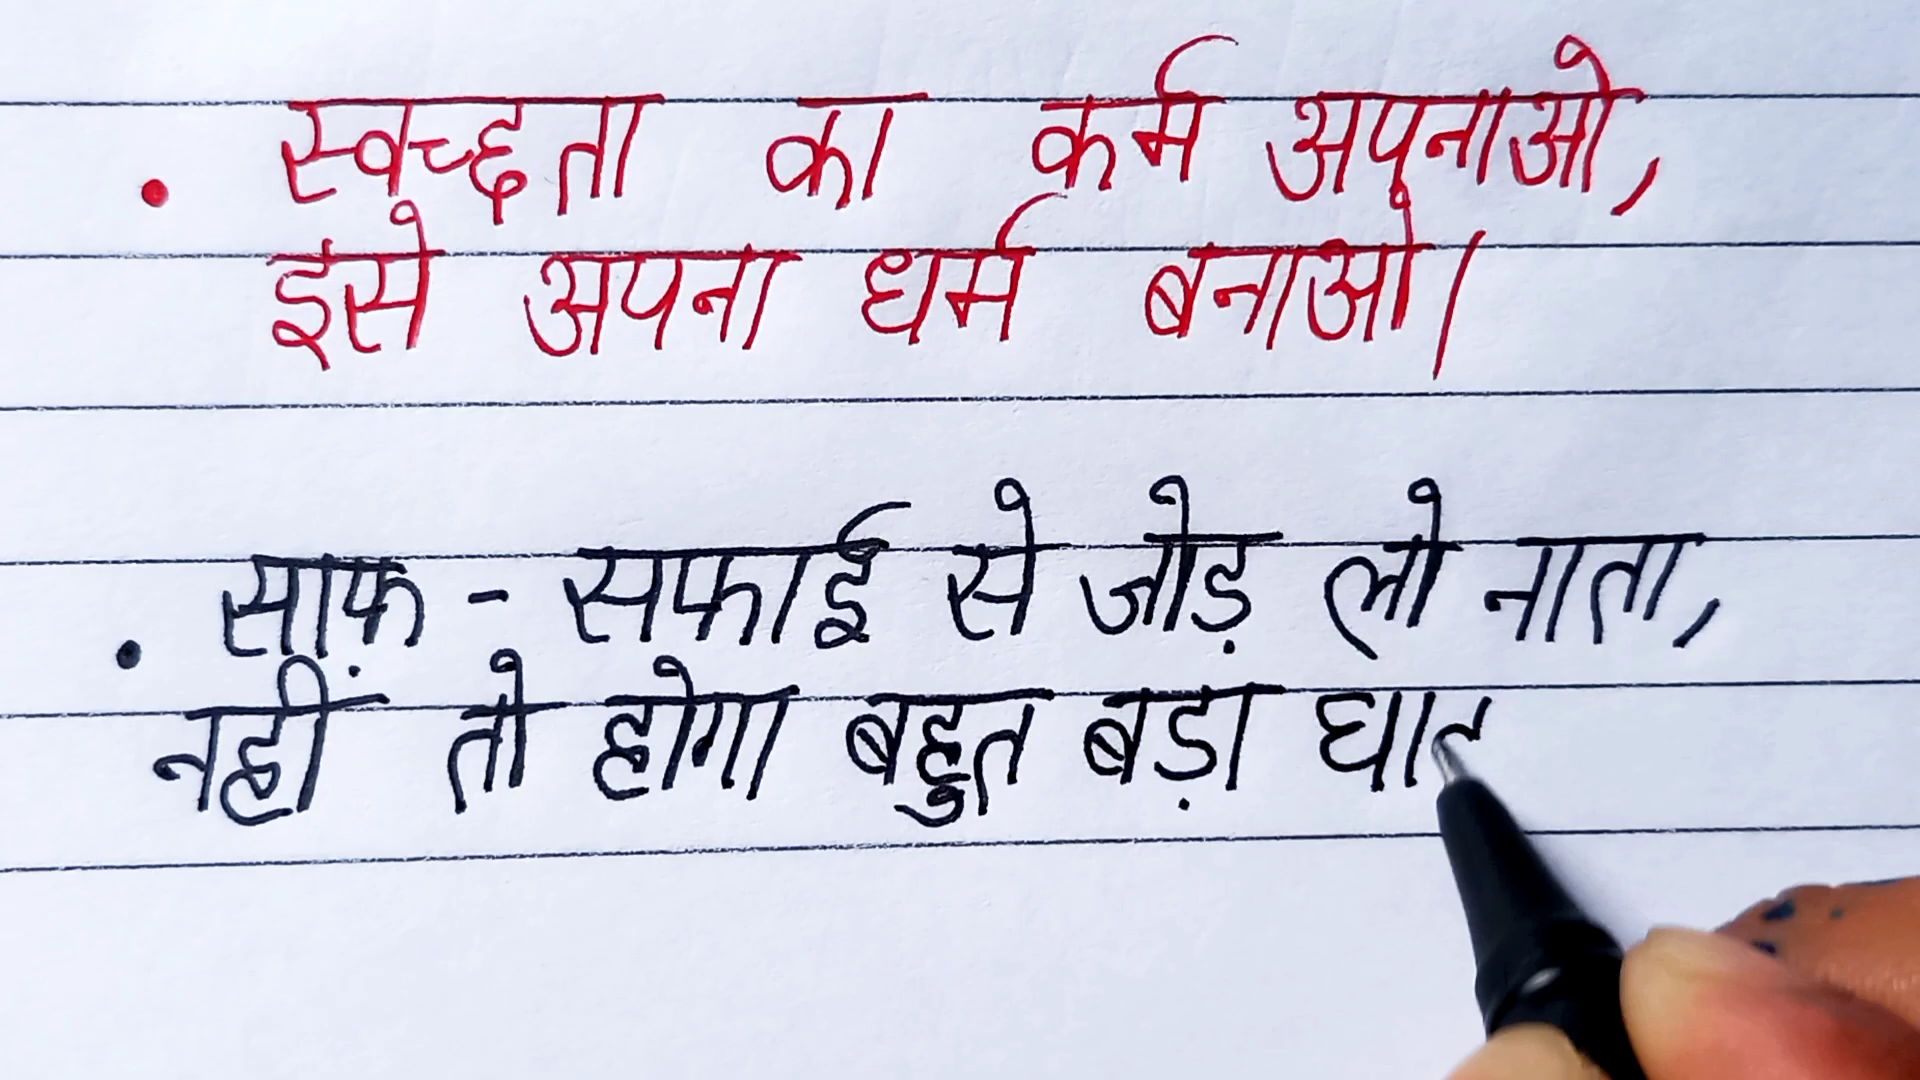 • स्वच्छता का कर्म अपनाओ,
इसे अपना धर्म बनाओ।
• साफ़ - सफाई से जोड़ लो नाता,
नहीं तो होगा बहुत बड़ा